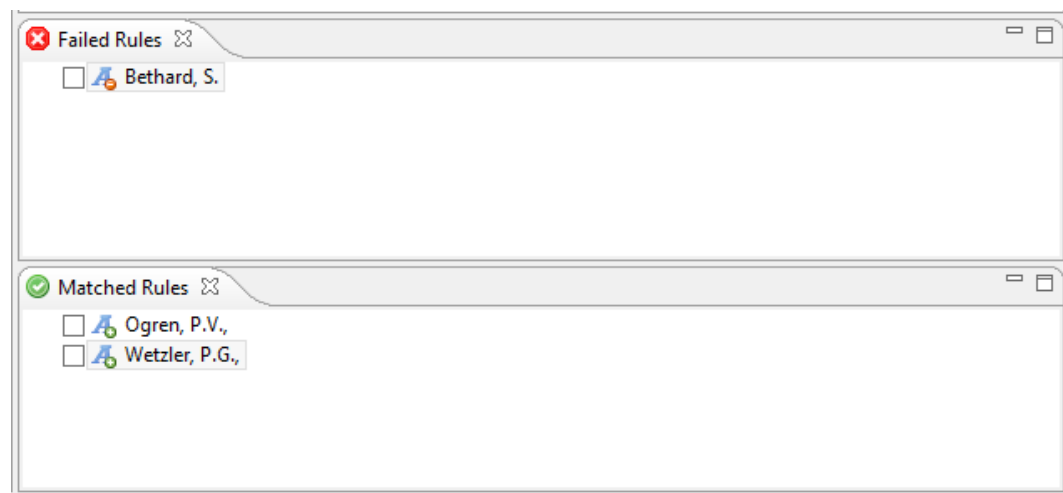 Failed Rules
Bethard, S.
Matched Rules
Ogren, P.V.,
Wetzler, P.G.,